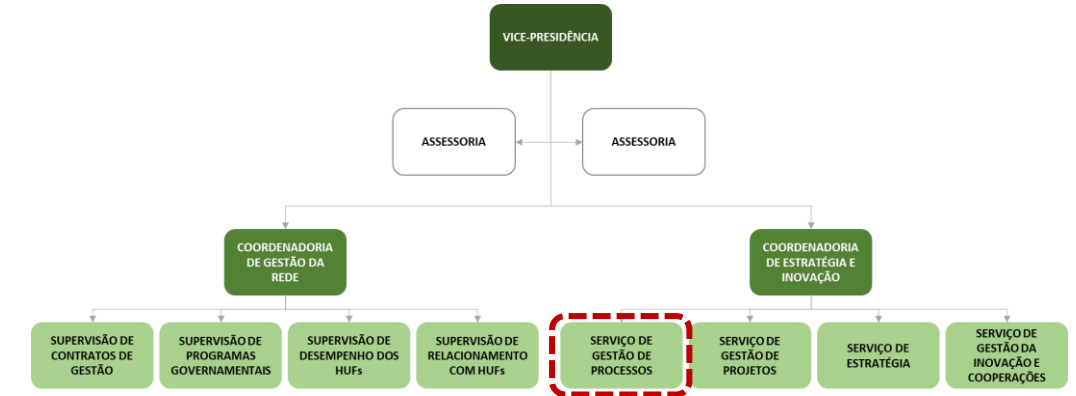 VICE-PRESIDÊNCIA
ASSESSORIA
ASSESSORIA
COORDENADORIA
DE GESTÃO DA
REDE
COORDENADORIA
DE ESTRATÉGIA E
INOVAÇÃO
SUPERVISÃO DE
CONTRATOS DE
GESTÃO
SUPERVISÃO DE
PROGRAMAS
GOVERNAMENTAIS
SUPERVISÃO DE
DESEMPENHO DOS
HUFs
SUPERVISÃO DE
RELACIONAMENTO
COM HUFs
SERVIÇO DE
GESTÃO DE
PROCESSOS
SERVIÇO DE
GESTÃO DE
PROJETOS
SERVIÇO DE
ESTRATÉGIA
SERVIÇO DE
GESTÃO DA
INOVAÇÃO E
COOPERAÇÕES